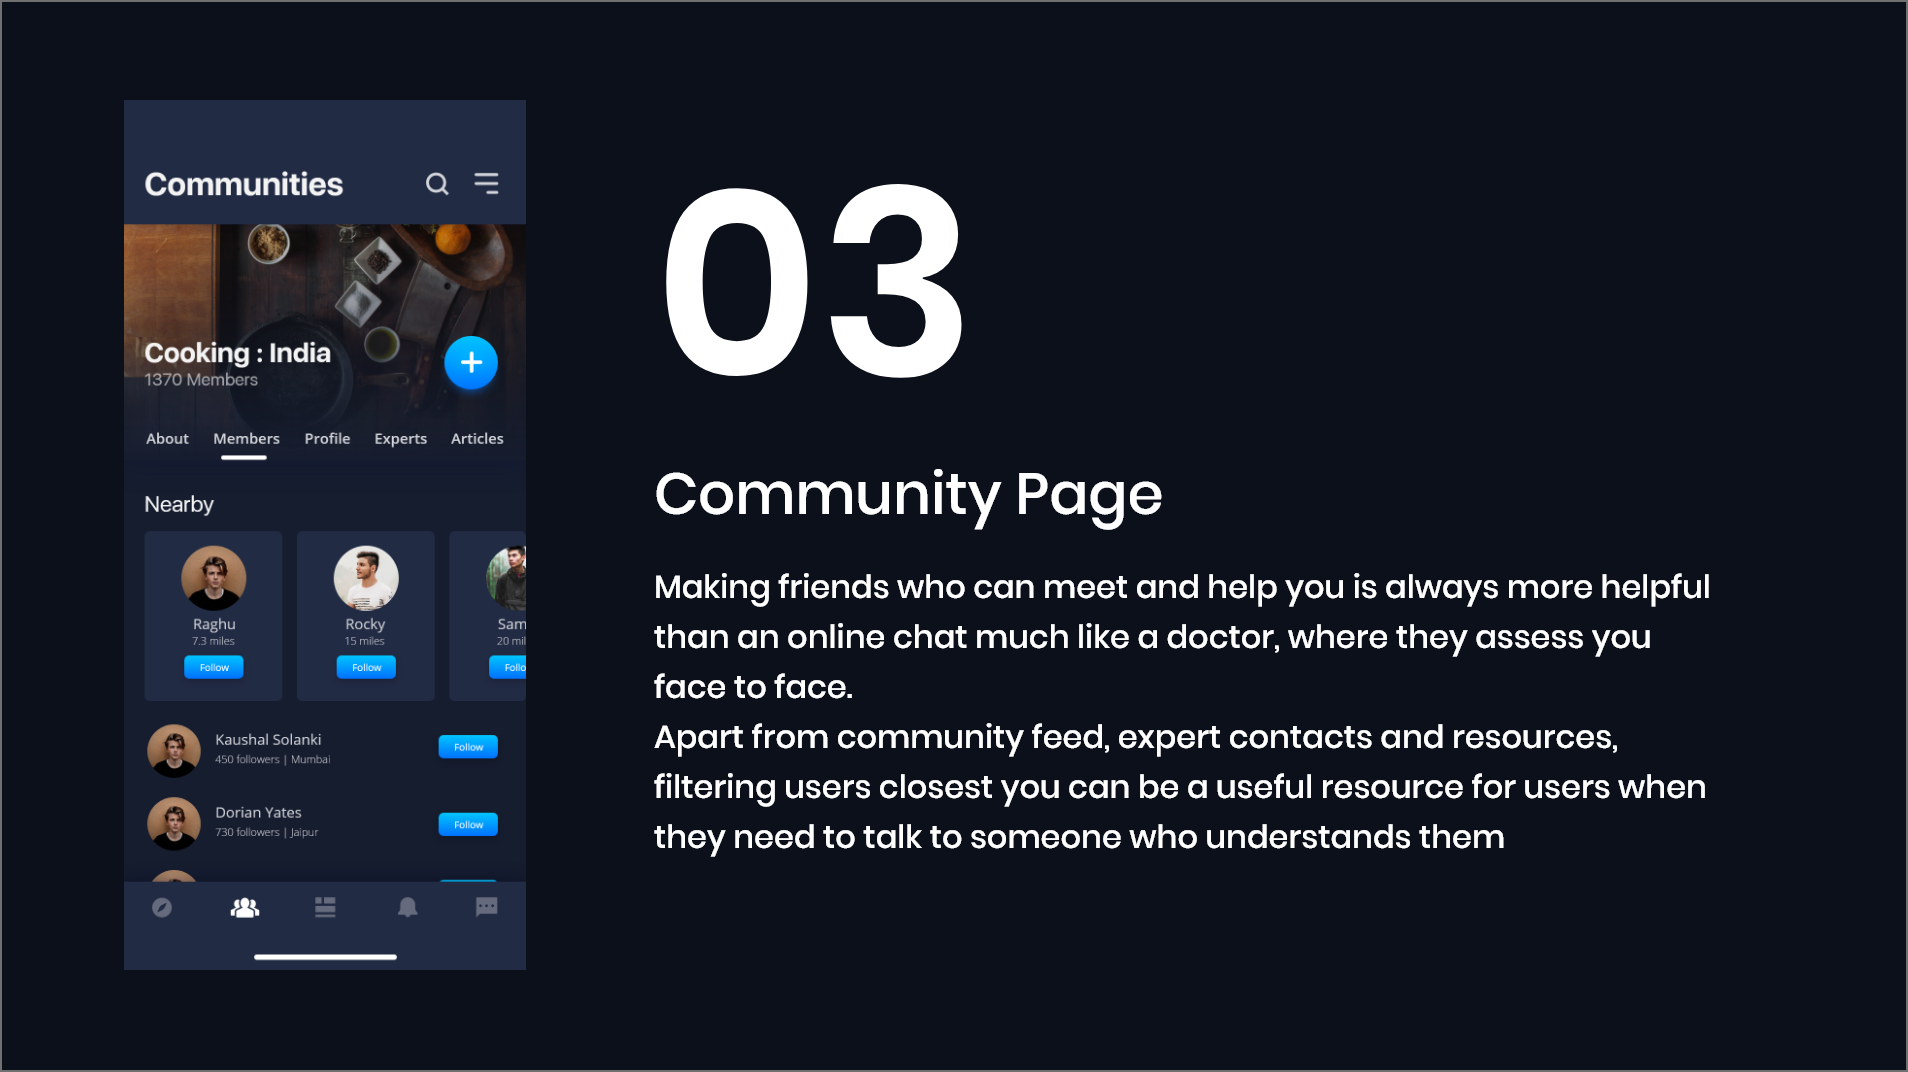 Communities
Cooking : India
1370 Members
About Members Profile Experts Articles
Nearby
Raghu
7.3 miles
Follow
Rocky
15 miles
Follow
Sam
20 mil
Follo
Kaushal Solanki
450 followers | Mumbai
Follow
Dorian Yates
730 followers | Jaipur
Follow
03
Community Page
Making friends who can meet and help you is always more helpful
than an online chat much like a doctor, where they assess you
face to face.
Apart from community feed, expert contacts and resources,
filtering users closest you can be a useful resource for users when
they need to talk to someone who understands them